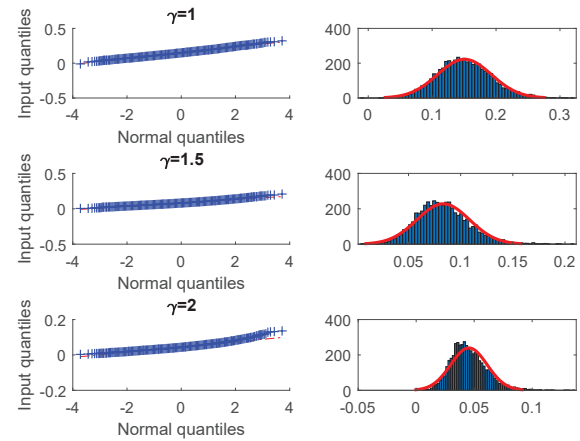 γ=1
Input quantiles
0.5
0
-0.5
-4 -2 0 2 4
Normal quantiles
400
200
0
0 0.1 0.2 0.3
γ=1.5
Input quantiles
0.5
0
-0.5
-4 -2 0 2 4
Normal quantiles
400
200
0
0.05 0.1 0.15 0.2
γ=2
Input quantiles
0.2
0
-0.2
-4 -2 0 2 4
Normal quantiles
400
200
0
-0.05 0 0.05 0.1